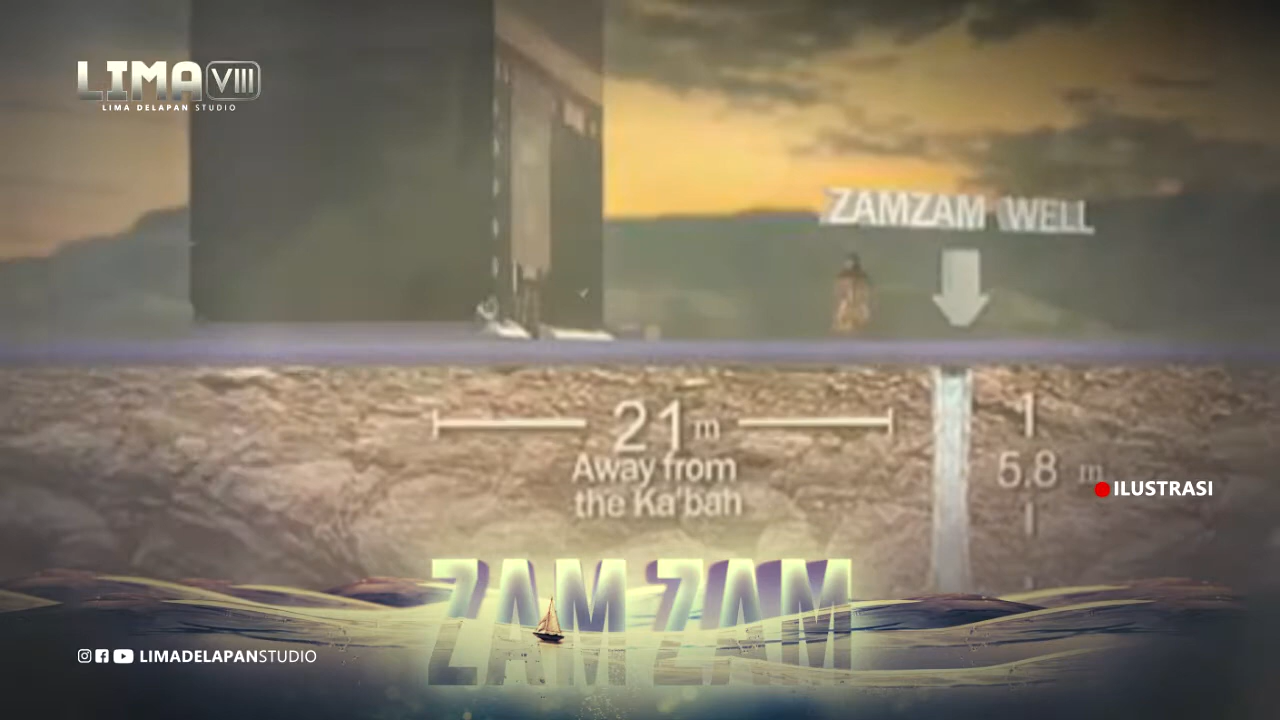 LIMA VIII
LIMA DELAPAN STUDIO
ZAMZAM WELL
21 m
Away from
the Ka'bah
5.8 m
ILUSTRASI
ZAM ZAM
LIMADELAPANSTUDIO